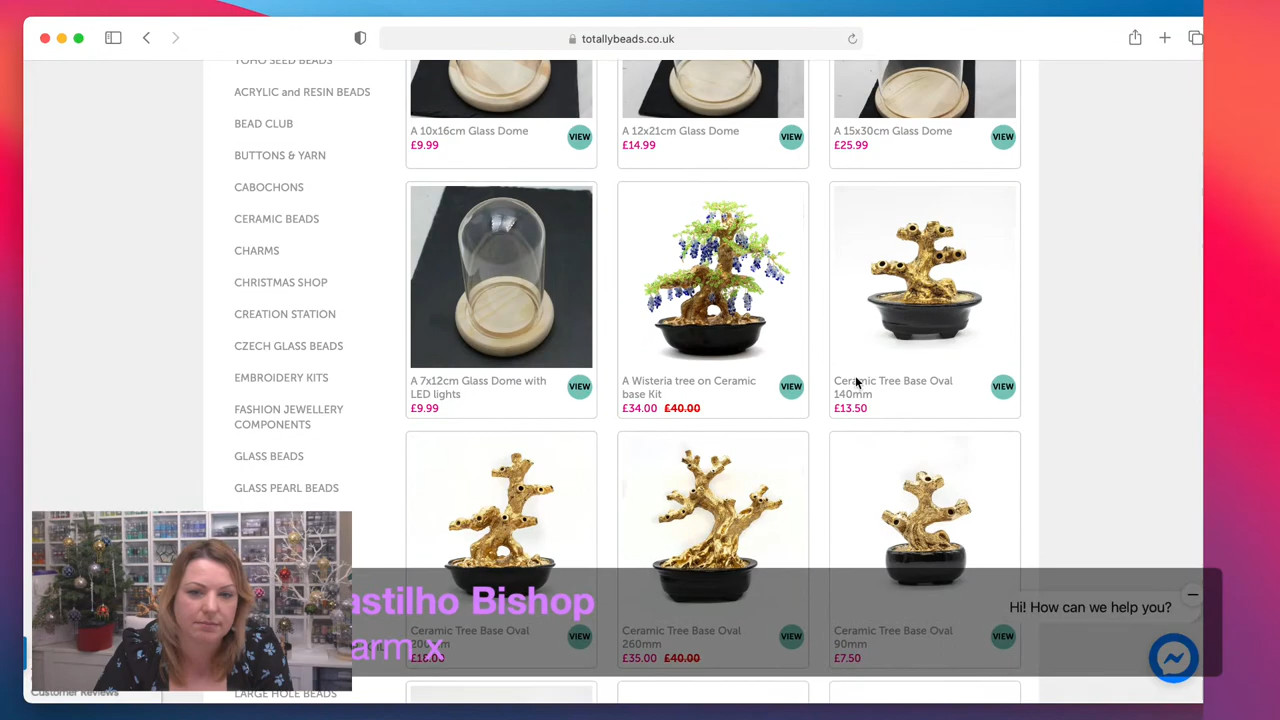 totallybeads.co.uk
TOHO SEED BEADS
ACRYLIC and RESIN BEADS
BEAD CLUB
BUTTONS & YARN
CABOCHONS
CERAMIC BEADS
CHARMS
CHRISTMAS SHOP
CREATION STATION
CZECH GLASS BEADS
EMBROIDERY KITS
FASHION JEWELLERY
COMPONENTS
GLASS BEADS
GLASS PEARL BEADS
LARGE HOLE BEADS
Customer Reviews
A 10x16cm Glass Dome
£9.99
VIEW
A 12x21cm Glass Dome
£14.99
VIEW
A 15x30cm Glass Dome
£25.99
VIEW
A 7x12cm Glass Dome with
LED lights
£9.99
VIEW
A Wisteria tree on Ceramic
base Kit
£34.00 £40.00
VIEW
Ceramic Tree Base Oval
140mm
£13.50
VIEW
Ceramic Tree Base Oval
VIEW
Ceramic Tree Base Oval
260mm
£35.00 £40.00
VIEW
Ceramic Tree Base Oval
90mm
£7.50
VIEW
astilho Bishop
arm x
Hi! How can we help you?